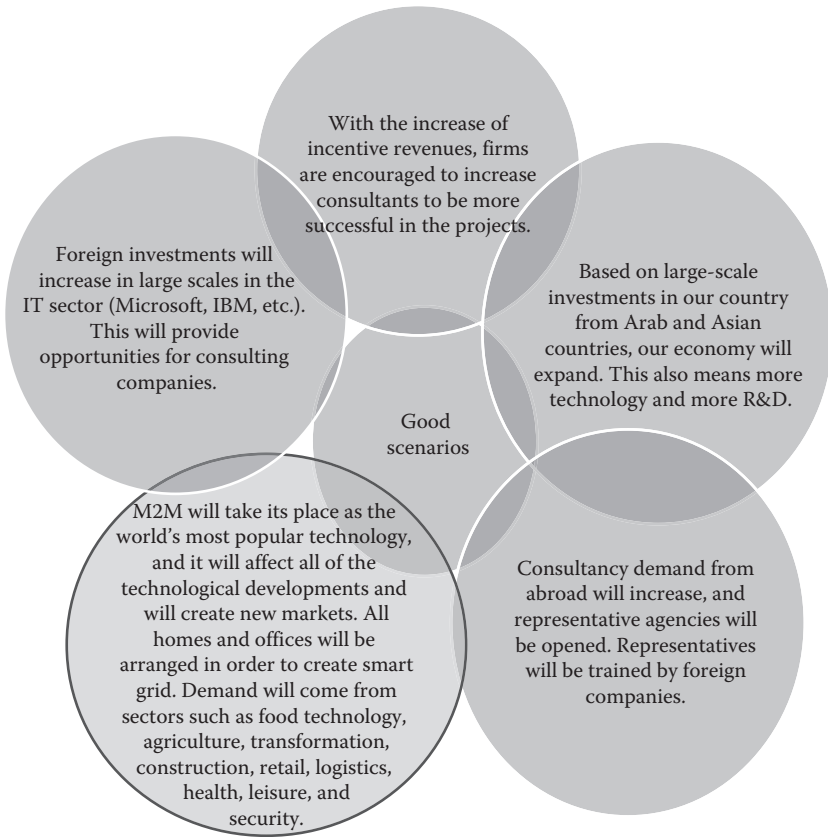 With the increase of
incentive revenues, firms
are encouraged to increase
consultants to be more
successful in the projects.
Foreign investments will
increase in large scales in the
IT sector (Microsoft, IBM, etc.).
This will provide
opportunities for consulting
companies.
Based on large-scale
investments in our country
from Arab and Asian
countries, our economy will
expand. This also means more
technology and more R&D.
Good
scenarios
M2M will take its place as the
world’s most popular technology,
and it will affect all of the
technological developments and
will create new markets. All
homes and offices will be
arranged in order to create smart
grid. Demand will come from
sectors such as food technology,
agriculture, transformation,
construction, retail, logistics,
health, leisure, and
security.
Consultancy demand from
abroad will increase, and
representative agencies will
be opened. Representatives
will be trained by foreign
companies.